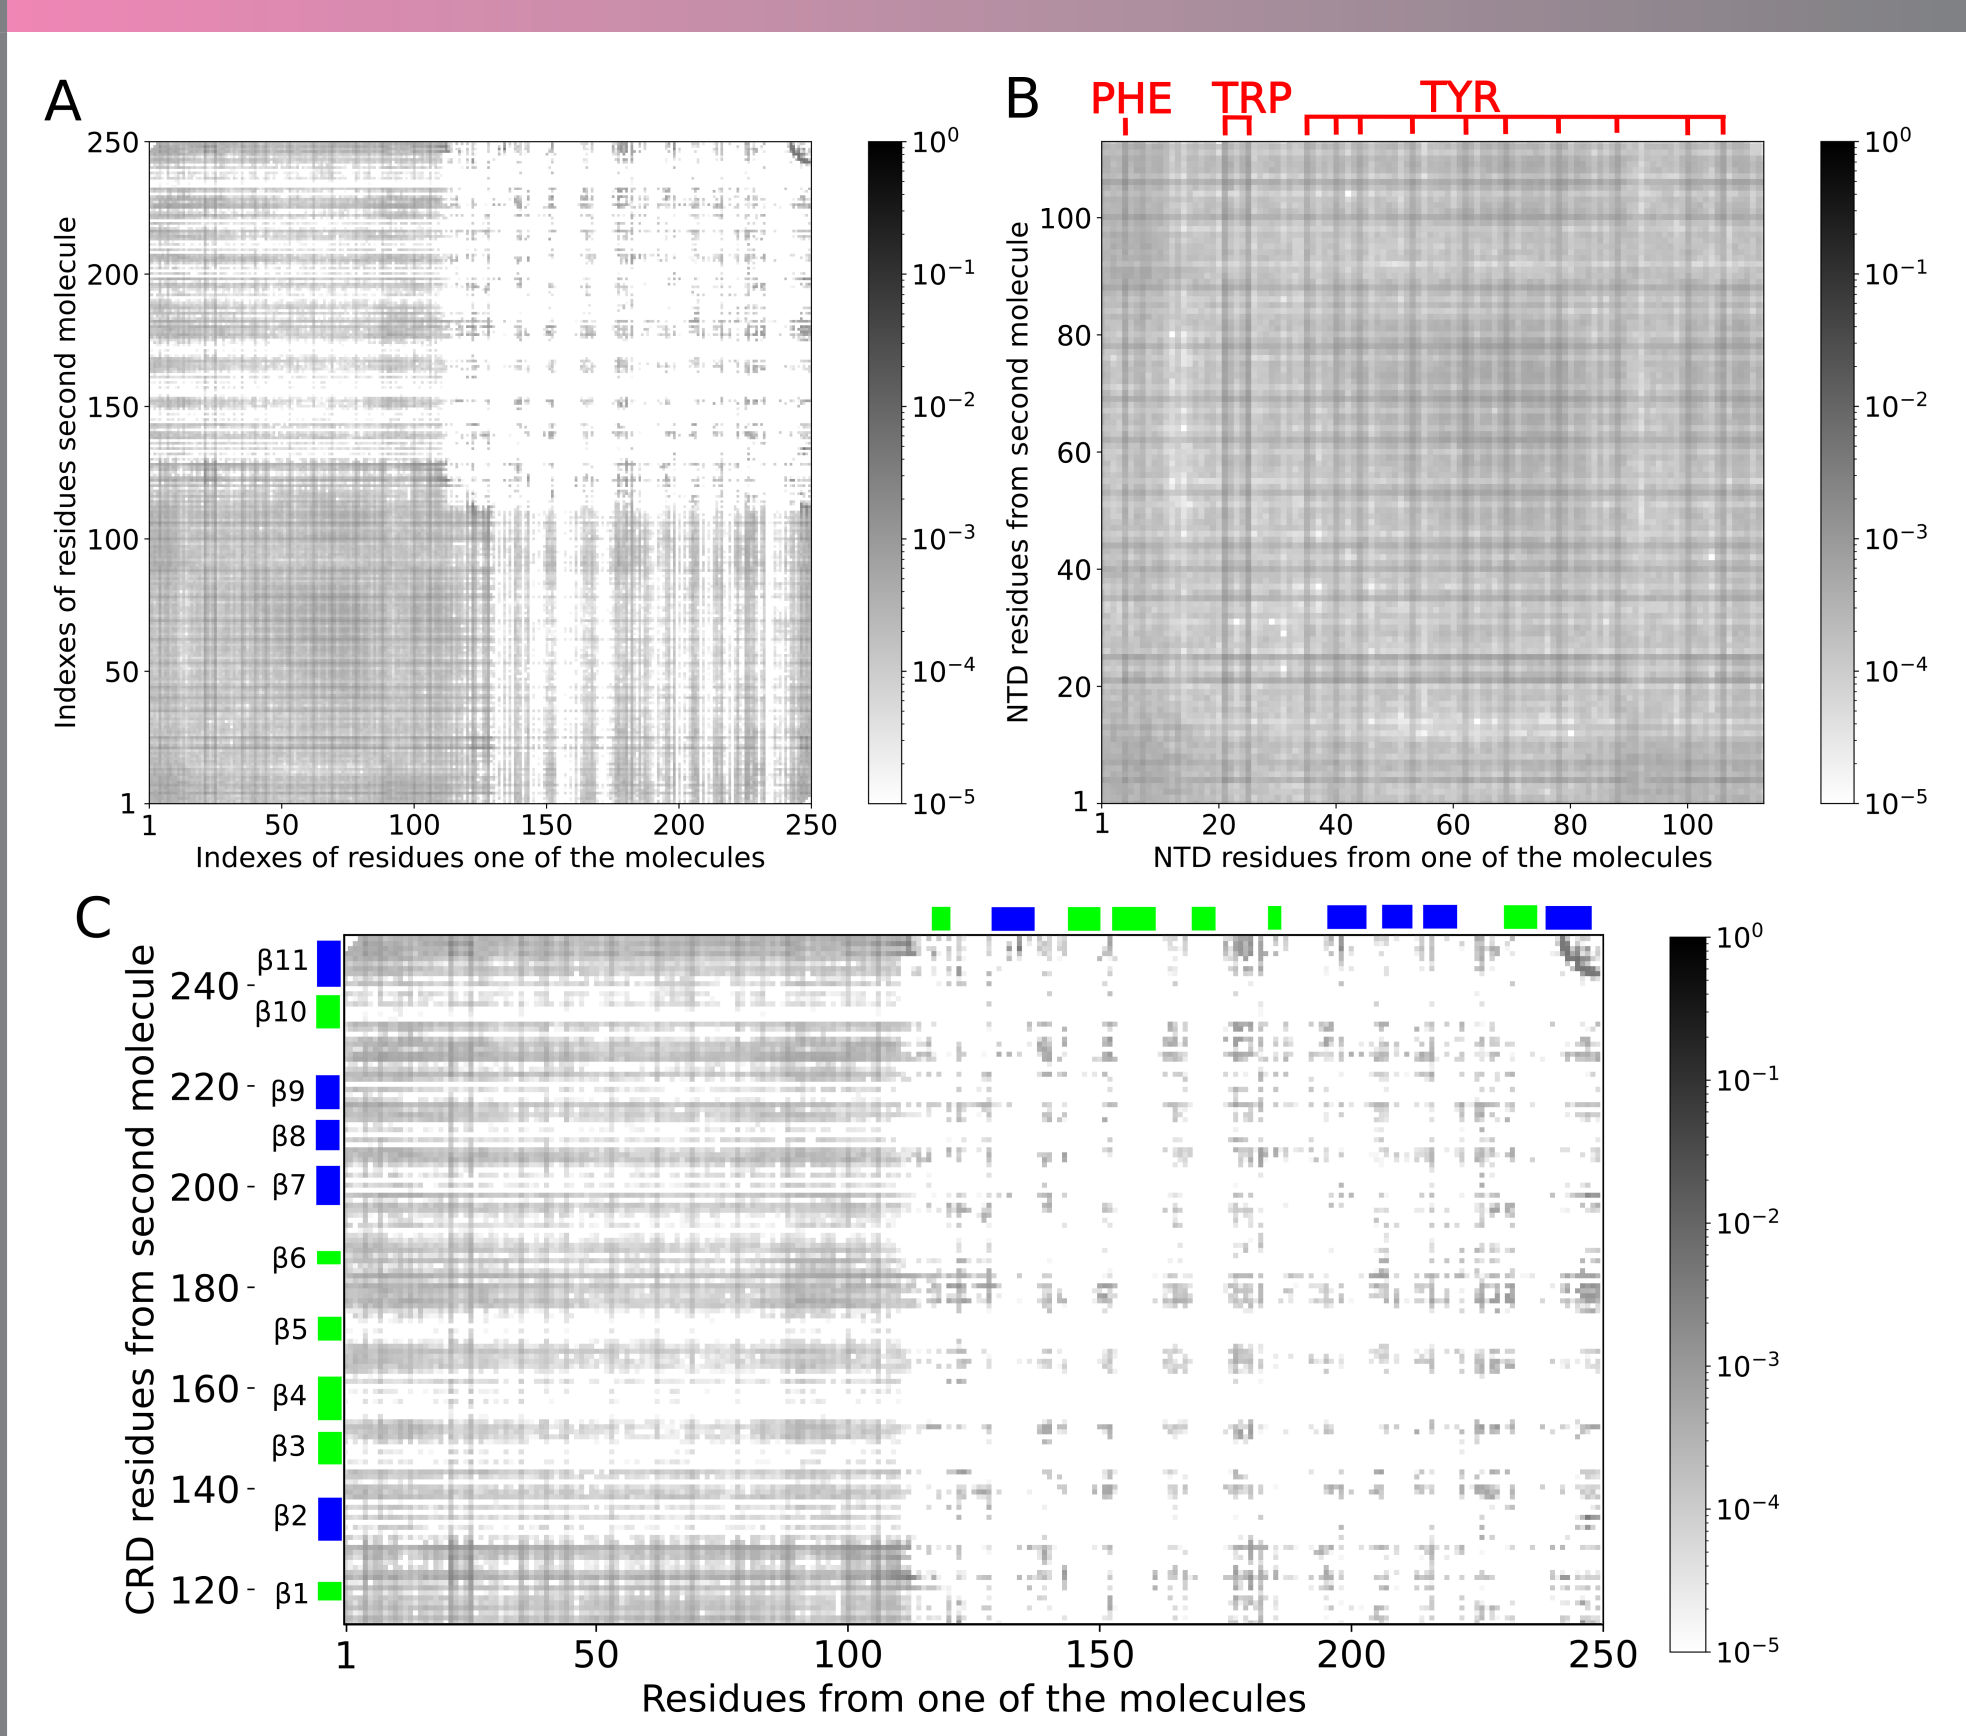 A
B
PHE TRP TYR
Indexes of residues second molecule
250
200
150
100
50
1
1 50 100 150 200 250
Indexes of residues one of the molecules
10⁰
10⁻¹
10⁻²
10⁻³
10⁻⁴
10⁻⁵
NTD residues from second molecule
100
80
60
40
20
1
1 20 40 60 80 100
NTD residues from one of the molecules
10⁰
10⁻¹
10⁻²
10⁻³
10⁻⁴
10⁻⁵
C
CRD residues from second molecule
240
220
200
180
160
140
120
β11
β10
β9
β8
β7
β6
β5
β4
β3
β2
β1
1 50 100 150 200 250
Residues from one of the molecules
10⁰
10⁻¹
10⁻²
10⁻³
10⁻⁴
10⁻⁵